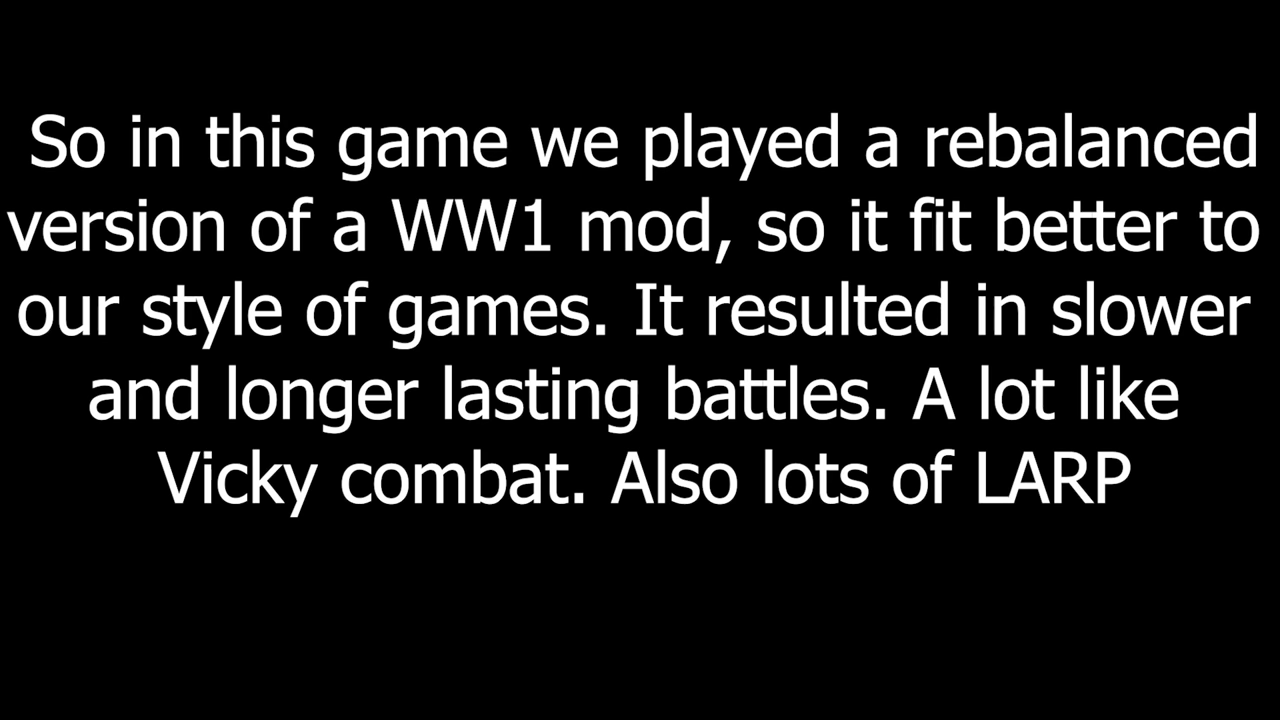 So in this game we played a rebalanced
version of a WW1 mod, so it fit better to
our style of games. It resulted in slower
and longer lasting battles. A lot like
Vicky combat. Also lots of LARP